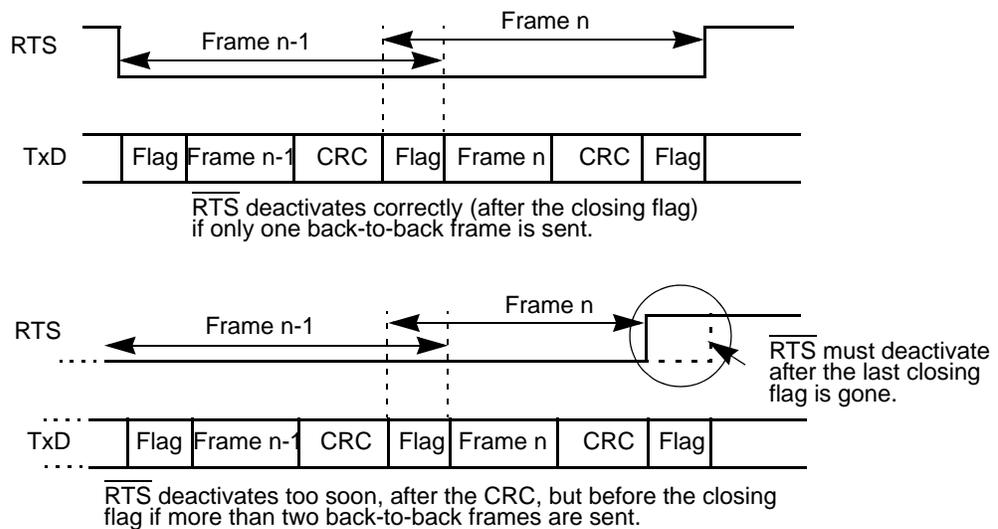 Frame n
RTS
Frame n-1
TxD
Flag
Frame n-1
CRC
Flag
Frame n
CRC
Flag
RTS deactivates correctly (after the closing flag)
if only one back-to-back frame is sent.
Frame n
RTS
Frame n-1
RTS must deactivate
after the last closing
flag is gone.
TxD
Flag
Frame n-1
CRC
Flag
Frame n
CRC
Flag
RTS deactivates too soon, after the CRC, but before the closing
flag if more than two back-to-back frames are sent.